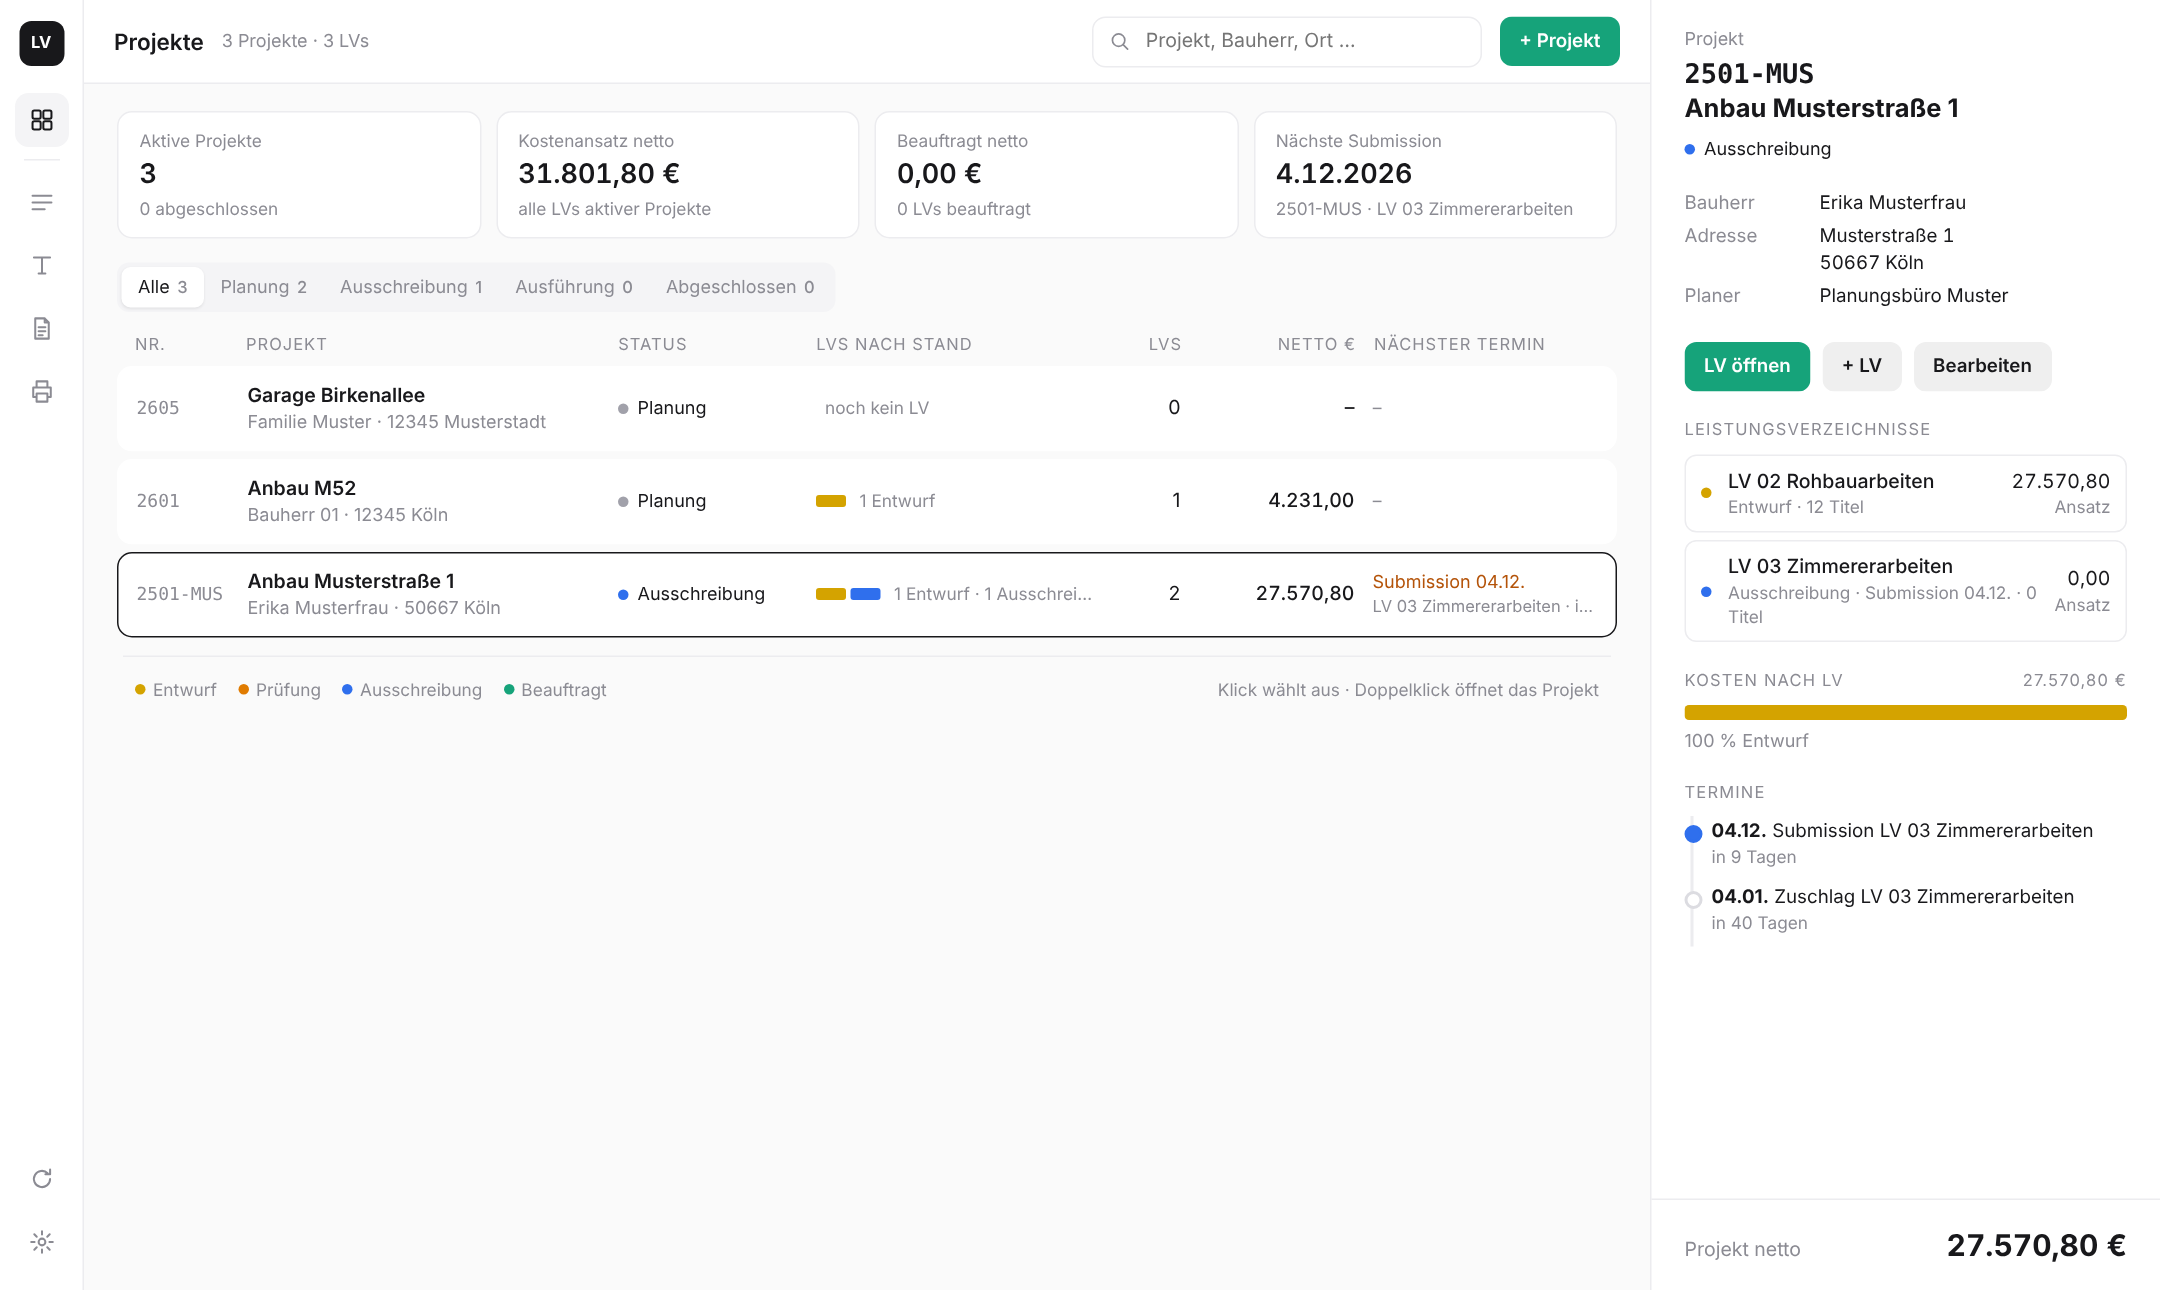 LV
Projekte
3 Projekte · 3 LVs
Projekt, Bauherr, Ort ...
+ Projekt
Aktive Projekte
3
0 abgeschlossen
Kostenansatz netto
31.801,80 €
alle LVs aktiver Projekte
Beauftragt netto
0,00 €
0 LVs beauftragt
Nächste Submission
4.12.2026
2501-MUS · LV 03 Zimmererarbeiten
Alle 3 Planung 2 Ausschreibung 1 Ausführung 0 Abgeschlossen 0
NR. PROJEKT STATUS LVS NACH STAND LVS NETTO € NÄCHSTER TERMIN
2605 Garage Birkenallee
Familie Muster · 12345 Musterstadt
Planung noch kein LV 0 – –
2601 Anbau M52
Bauherr 01 · 12345 Köln
Planung 1 Entwurf 1 4.231,00 –
2501-MUS Anbau Musterstraße 1
Erika Musterfrau · 50667 Köln
Ausschreibung 1 Entwurf · 1 Ausschrei... 2 27.570,80
Submission 04.12.
LV 03 Zimmererarbeiten · i...
Entwurf Prüfung Ausschreibung Beauftragt
Klick wählt aus · Doppelklick öffnet das Projekt
Projekt
2501-MUS
Anbau Musterstraße 1
Ausschreibung
Bauherr Erika Musterfrau
Adresse Musterstraße 1
50667 Köln
Planer Planungsbüro Muster
LV öffnen + LV Bearbeiten
LEISTUNGSVERZEICHNISSE
LV 02 Rohbauarbeiten 27.570,80
Entwurf · 12 Titel Ansatz
LV 03 Zimmererarbeiten 0,00
Ausschreibung · Submission 04.12. · 0 Ansatz
Titel
KOSTEN NACH LV 27.570,80 €
100 % Entwurf
TERMINE
04.12. Submission LV 03 Zimmererarbeiten
in 9 Tagen
04.01. Zuschlag LV 03 Zimmererarbeiten
in 40 Tagen
Projekt netto 27.570,80 €